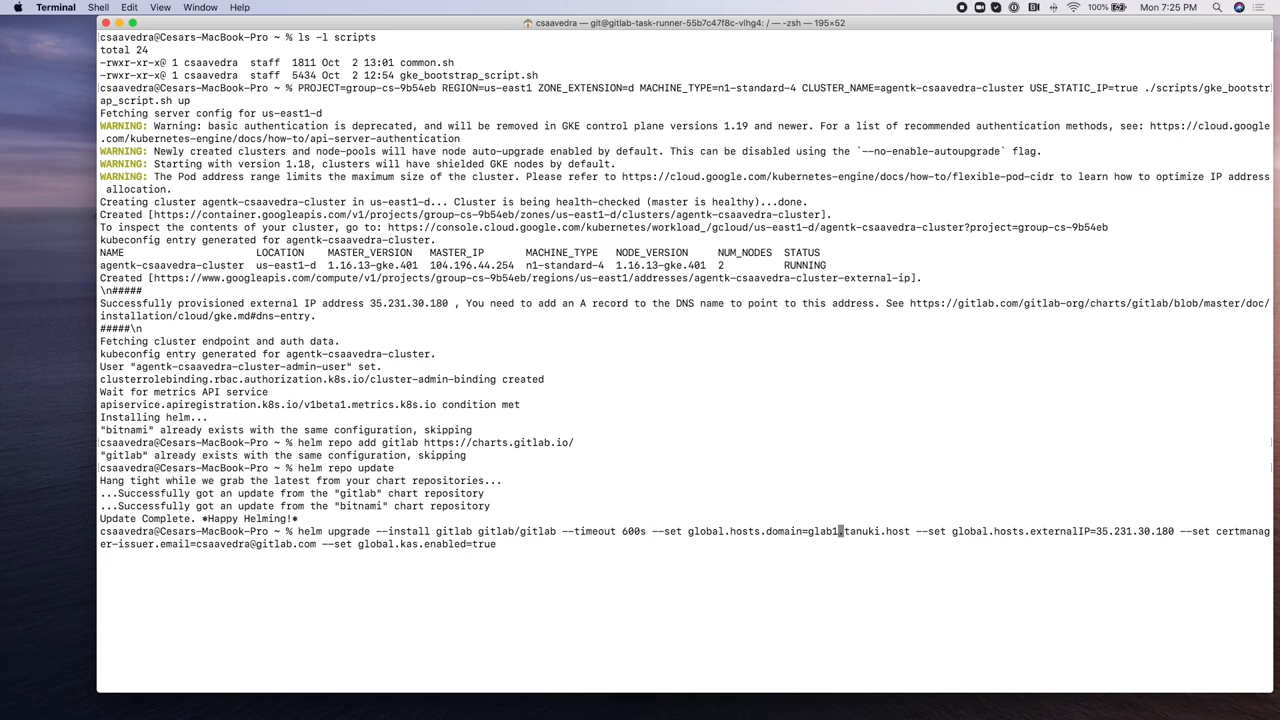 Terminal Shell Edit View Window Help 100% Mon 7:25 PM
csaavedra — git@gitlab-task-runner-55b7c47f8c-vlhg4: / — -zsh — 195×52
csaavedra@Cesars-MacBook-Pro ~ % ls -l scripts
total 24
-rwxr-xr-x@ 1 csaavedra  staff  1811 Oct  2 13:01 common.sh
-rwxr-xr-x@ 1 csaavedra  staff  5434 Oct  2 12:54 gke_bootstrap_script.sh
csaavedra@Cesars-MacBook-Pro ~ % PROJECT=group-cs-9b54eb REGION=us-east1 ZONE_EXTENSION=d MACHINE_TYPE=n1-standard-4 CLUSTER_NAME=agentk-csaavedra-cluster USE_STATIC_IP=true ./scripts/gke_bootstr
ap_script.sh up
Fetching server config for us-east1-d
WARNING: Warning: basic authentication is deprecated, and will be removed in GKE control plane versions 1.19 and newer. For a list of recommended authentication methods, see: https://cloud.google
.com/kubernetes-engine/docs/how-to/api-server-authentication
WARNING: Newly created clusters and node-pools will have node auto-upgrade enabled by default. This can be disabled using the `--no-enable-autoupgrade` flag.
WARNING: Starting with version 1.18, clusters will have shielded GKE nodes by default.
WARNING: The Pod address range limits the maximum size of the cluster. Please refer to https://cloud.google.com/kubernetes-engine/docs/how-to/flexible-pod-cidr to learn how to optimize IP address
allocation.
Creating cluster agentk-csaavedra-cluster in us-east1-d... Cluster is being health-checked (master is healthy)...done.
Created [https://container.googleapis.com/v1/projects/group-cs-9b54eb/zones/us-east1-d/clusters/agentk-csaavedra-cluster].
To inspect the contents of your cluster, go to: https://console.cloud.google.com/kubernetes/workload_/gcloud/us-east1-d/agentk-csaavedra-cluster?project=group-cs-9b54eb
kubeconfig entry generated for agentk-csaavedra-cluster.
NAME                      LOCATION    MASTER_VERSION  MASTER_IP       MACHINE_TYPE   NODE_VERSION    NUM_NODES  STATUS
agentk-csaavedra-cluster  us-east1-d  1.16.13-gke.401  104.196.44.254  n1-standard-4  1.16.13-gke.401  2          RUNNING
Created [https://www.googleapis.com/compute/v1/projects/group-cs-9b54eb/regions/us-east1/addresses/agentk-csaavedra-cluster-external-ip].
\n#####
Successfully provisioned external IP address 35.231.30.180 , You need to add an A record to the DNS name to point to this address. See https://gitlab.com/gitlab-org/charts/gitlab/blob/master/doc/
installation/cloud/gke.md#dns-entry.
#####\n
Fetching cluster endpoint and auth data.
kubeconfig entry generated for agentk-csaavedra-cluster.
User "agentk-csaavedra-cluster-admin-user" set.
clusterrolebinding.rbac.authorization.k8s.io/cluster-admin-binding created
Wait for metrics API service
apiservice.apiregistration.k8s.io/v1beta1.metrics.k8s.io condition met
Installing helm...
"bitnami" already exists with the same configuration, skipping
csaavedra@Cesars-MacBook-Pro ~ % helm repo add gitlab https://charts.gitlab.io/
"gitlab" already exists with the same configuration, skipping
csaavedra@Cesars-MacBook-Pro ~ % helm repo update
Hang tight while we grab the latest from your chart repositories...
...Successfully got an update from the "gitlab" chart repository
...Successfully got an update from the "bitnami" chart repository
Update Complete. ⁎Happy Helming!⁎
csaavedra@Cesars-MacBook-Pro ~ % helm upgrade --install gitlab gitlab/gitlab --timeout 600s --set global.hosts.domain=glab1.tanuki.host --set global.hosts.externalIP=35.231.30.180 --set certmanag
er-issuer.email=csaavedra@gitlab.com --set global.kas.enabled=true